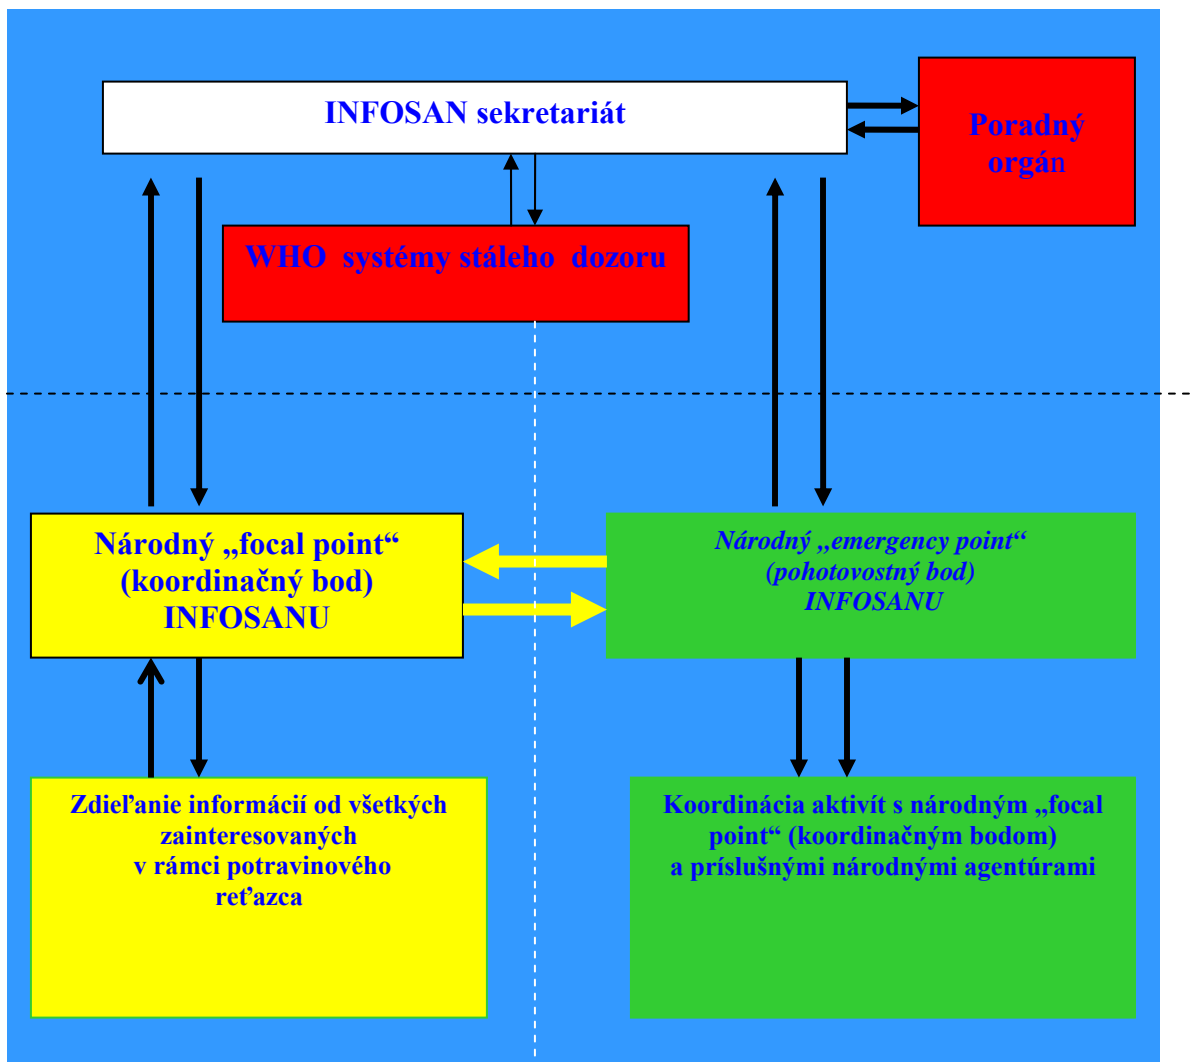 INFOSAN sekretariát
Poradný
orgán
WHO systémy stáleho dozoru
Národný „focal point“
(koordinačný bod)
INFOSANU
Národný „emergency point“
(pohotovostný bod)
INFOSANU
Zdieľanie informácií od všetkých
zainteresovaných
v rámci potravinového
reťazca
Koordinácia aktivít s národným „focal
point“ (koordinačným bodom)
a príslušnými národnými agentúrami